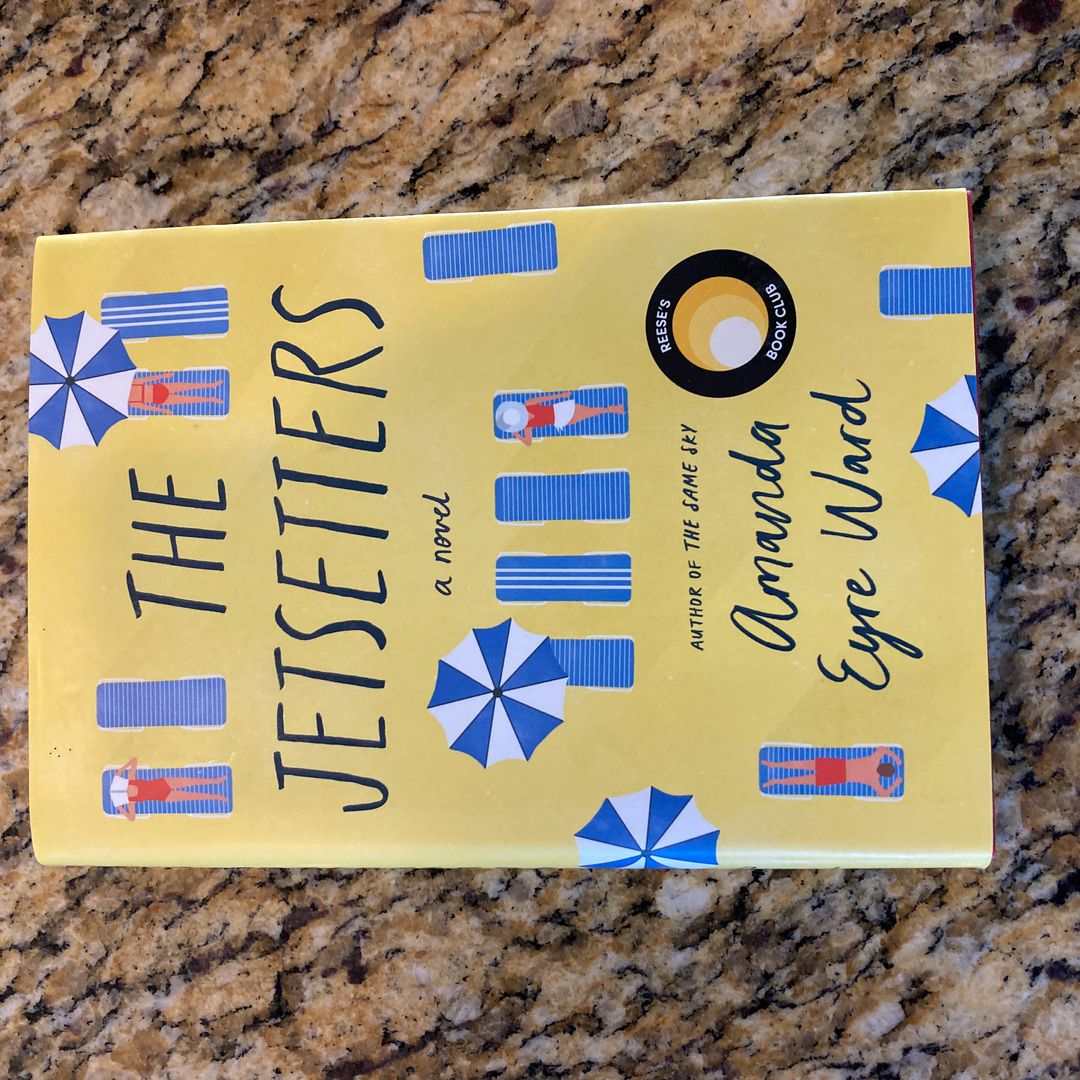 THE
JETSETTERS
a novel
REESE'S
BOOK CLUB
AUTHOR OF THE SAME SKY
Amanda
Eyre Ward